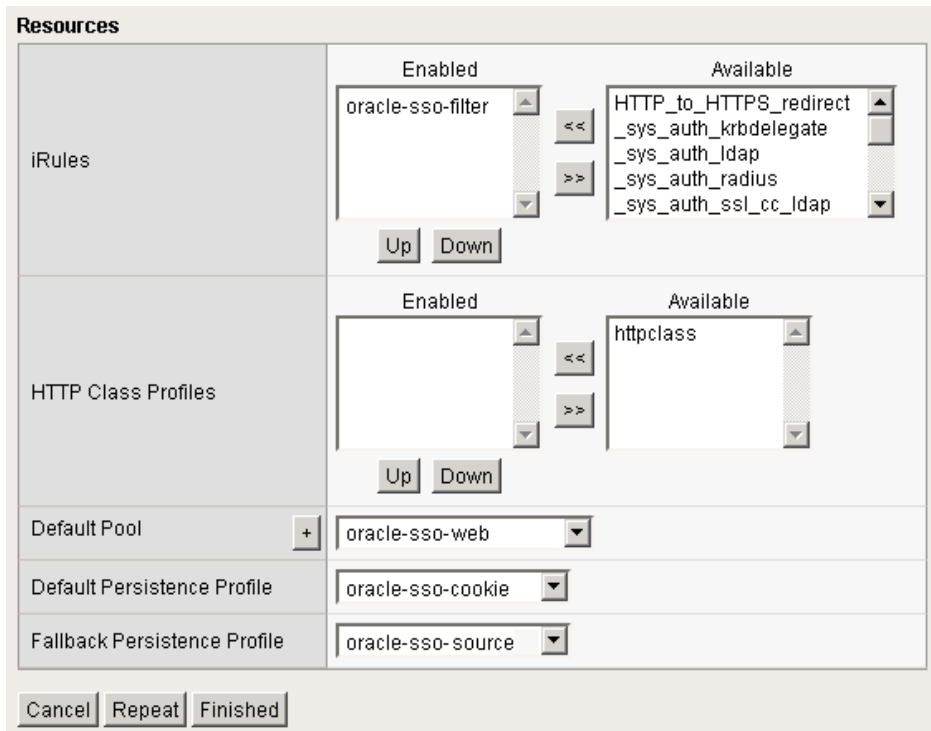 Resources
Enabled
Available
iRules
oracle-sso-filter
<<
>>
HTTP_to_HTTPS_redirect
_sys_auth_krbdelegate
_sys_auth_ldap
_sys_auth_radius
_sys_auth_ssl_cc_ldap
Up
Down
Enabled
Available
HTTP Class Profiles
<<
>>
httpclass
Up
Down
Default Pool
+
oracle-sso-web
Default Persistence Profile
oracle-sso-cookie
Fallback Persistence Profile
oracle-sso-source
Cancel
Repeat
Finished